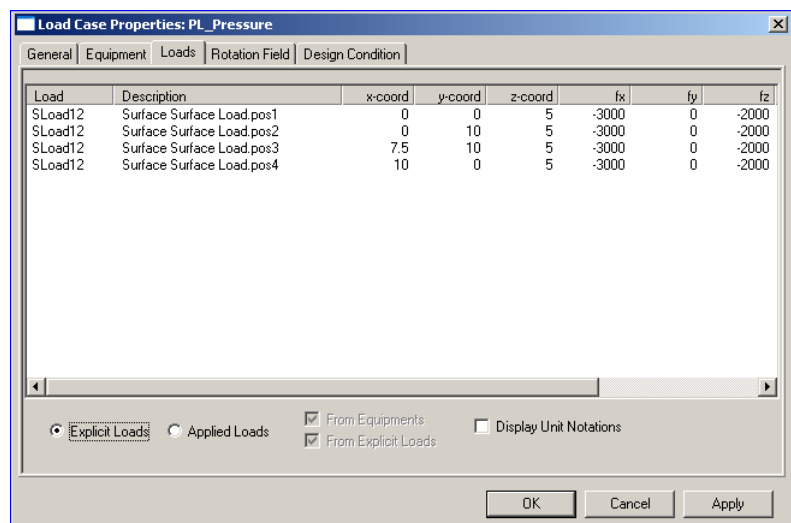 Load Case Properties: PL_Pressure
General Equipment Loads Rotation Field Design Condition
Load Description x-coord y-coord z-coord fx fy fz
SLoad12 Surface Surface Load.pos1 0 0 5 -3000 0 -2000
SLoad12 Surface Surface Load.pos2 0 10 5 -3000 0 -2000
SLoad12 Surface Surface Load.pos3 7.5 10 5 -3000 0 -2000
SLoad12 Surface Surface Load.pos4 10 0 5 -3000 0 -2000
Explicit Loads Applied Loads From Equipments Display Unit Notations
From Explicit Loads
OK Cancel Apply